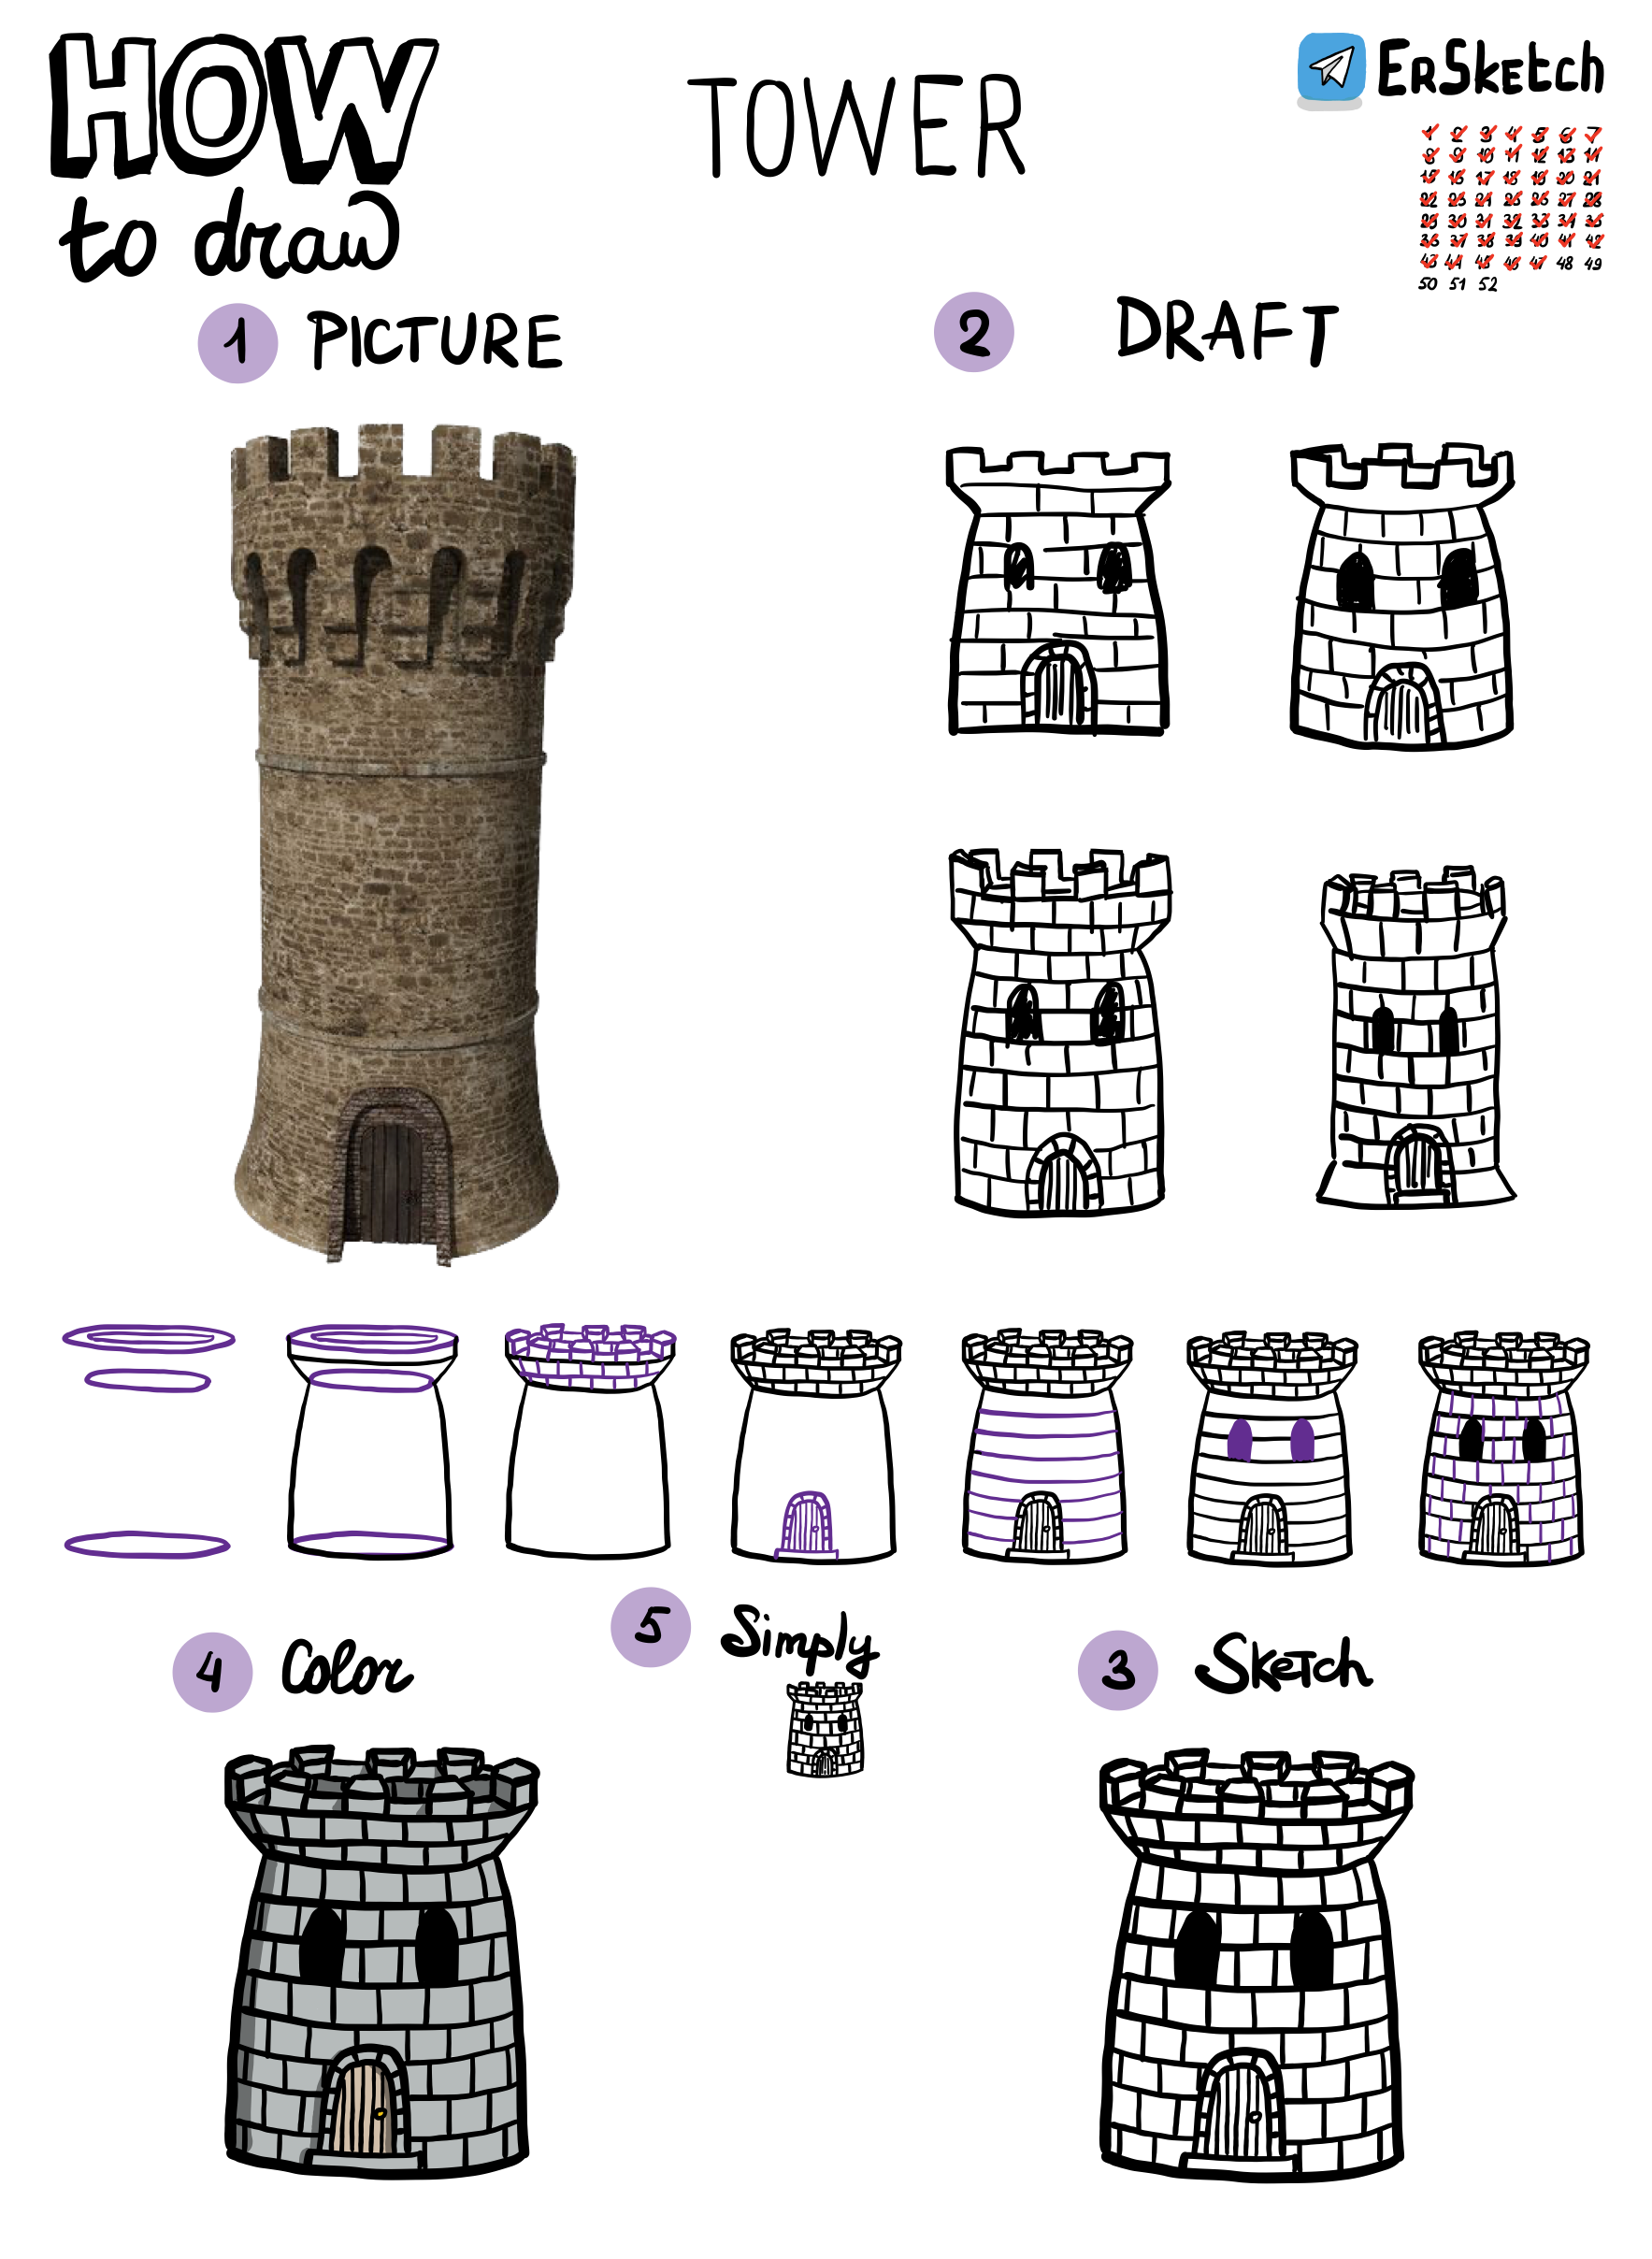 HOW
to draw
TOWER
ERSKEtch
1 2 3 4 5 6 7
8 9 10 11 12 13 14
15 16 17 18 19 20 21
22 23 24 25 26 27 28
29 30 31 32 33 34 35
36 37 38 39 40 41 42
43 44 45 46 47 48 49
50 51 52
1 PICTURE
2 DRAFT
4 Color
5 Simply
3 Sketch